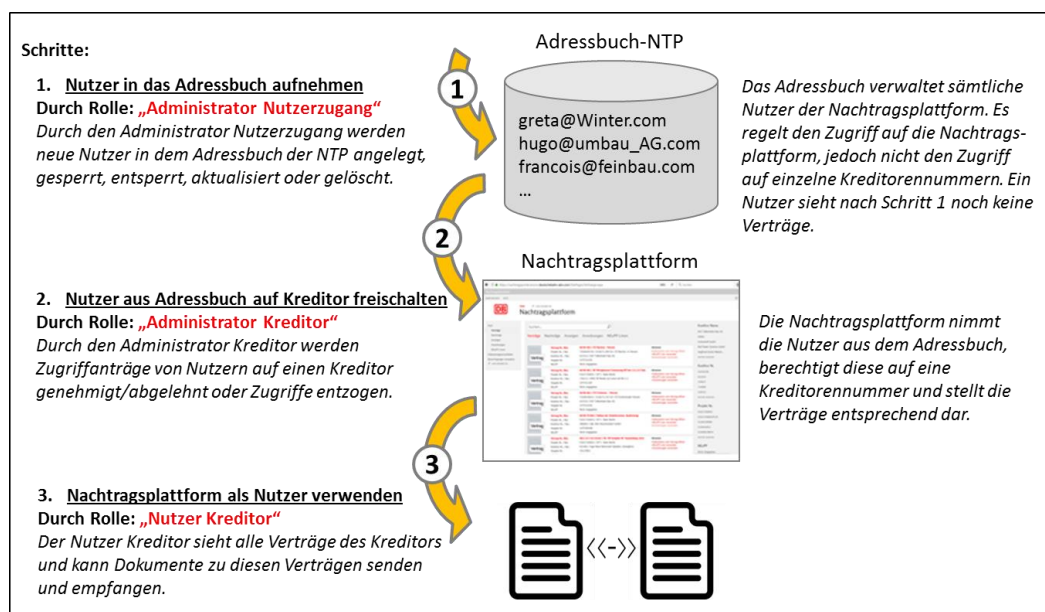 Schritte:
1. Nutzer in das Adressbuch aufnehmen
Durch Rolle: „Administrator Nutzerzugang“
Durch den Administrator Nutzerzugang werden
neue Nutzer in dem Adressbuch der NTP angelegt,
gesperrt, entsperrt, aktualisiert oder gelöscht.
1
Adressbuch-NTP
greta@Winter.com
hugo@umbau_AG.com
francois@feinbau.com
...
Das Adressbuch verwaltet sämtliche
Nutzer der Nachtragsplattform. Es
regelt den Zugriff auf die Nachtrags-
plattform, jedoch nicht den Zugriff
auf einzelne Kreditorennummern. Ein
Nutzer sieht nach Schritt 1 noch keine
Verträge.
2
2. Nutzer aus Adressbuch auf Kreditor freischalten
Durch Rolle: „Administrator Kreditor“
Durch den Administrator Kreditor werden
Zugriffanträge von Nutzern auf einen Kreditor
genehmigt/abgelehnt oder Zugriffe entzogen.
Nachtragsplattform
DB
Nachtragsplattform
Vertrag
Vertrag
Vertrag
Vertrag
Vertrag
Die Nachtragsplattform nimmt
die Nutzer aus dem Adressbuch,
berechtigt diese auf eine
Kreditorennummer und stellt die
Verträge entsprechend dar.
3
3. Nachtragsplattform als Nutzer verwenden
Durch Rolle: „Nutzer Kreditor“
Der Nutzer Kreditor sieht alle Verträge des Kreditors
und kann Dokumente zu diesen Verträgen senden
und empfangen.
<<->>